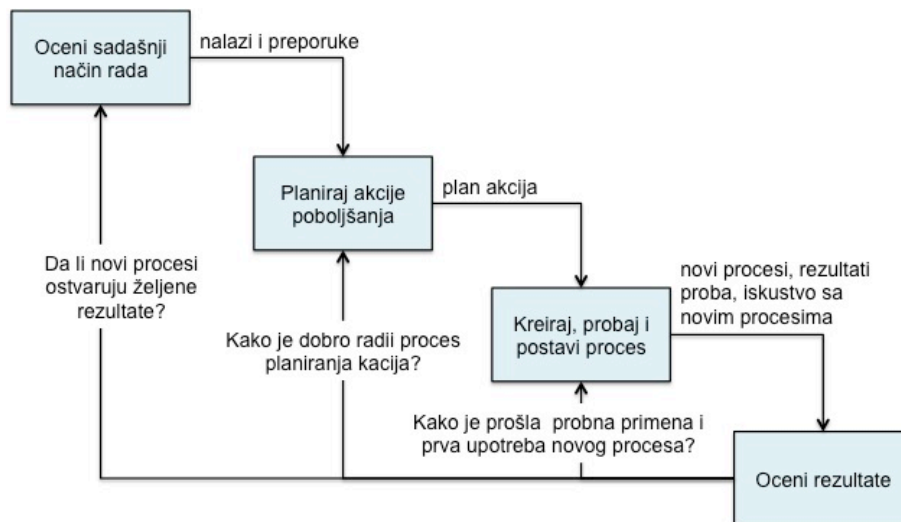 Oceni sadašnji
način rada
nalazi i preporuke
Planiraj akcije
poboljšanja
plan akcija
Da li novi procesi
ostvaruju željene
rezultate?
novi procesi, rezultati
proba, iskustvo sa
novim procesima
Kreiraj, probaj i
postavi proces
Kako je dobro radii proces
planiranja kacija?
Kako je prošla probna primena i
prva upotreba novog procesa?
Oceni rezultate